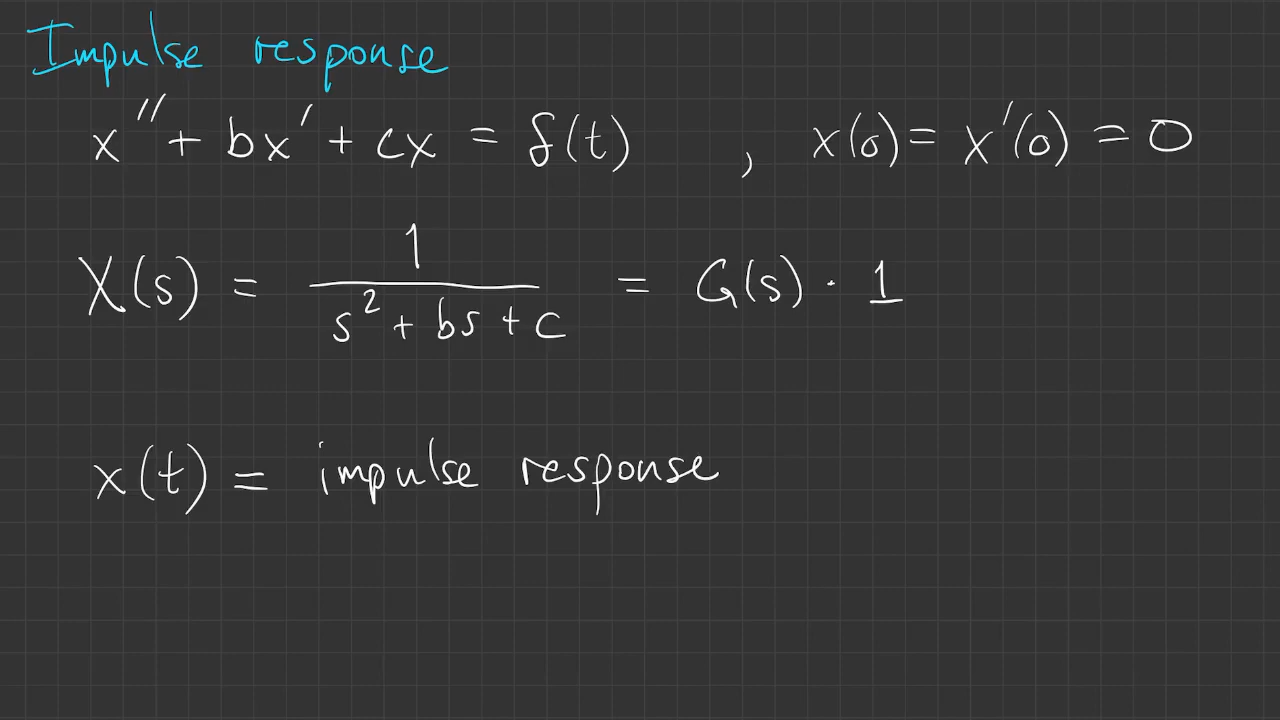 Impulse response
x'' + bx' + cx = δ(t) , x(0) = x'(0) = 0
X(s) = 1 / (s² + bs + c) = G(s) · 1
x(t) = impulse response